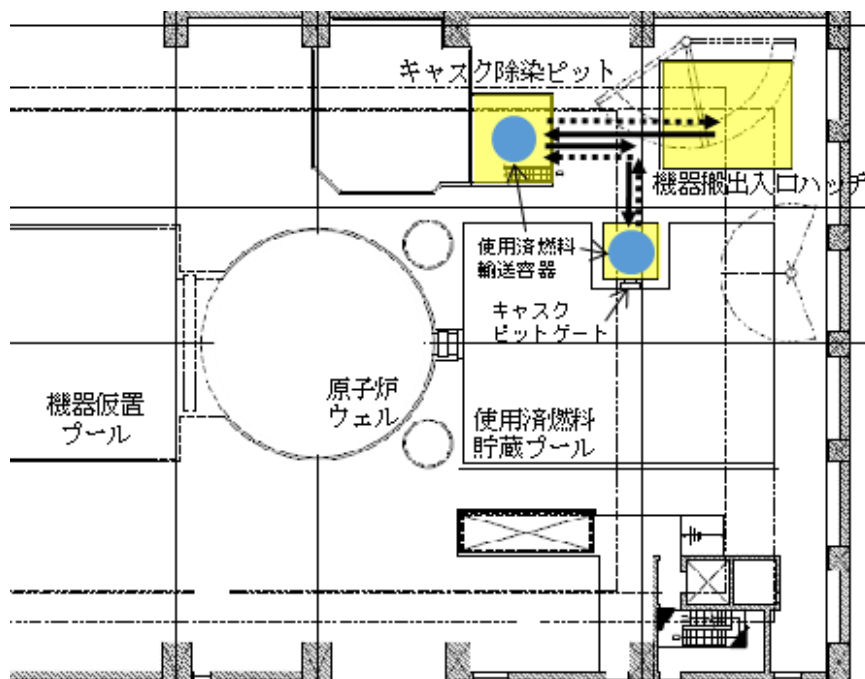 キャスク除染ピット
機器搬出入口ハッチ
使用済燃料
輸送容器
キャスク
ピットゲート
原子炉
ウェル
機器仮置
プール
使用済燃料
貯蔵プール